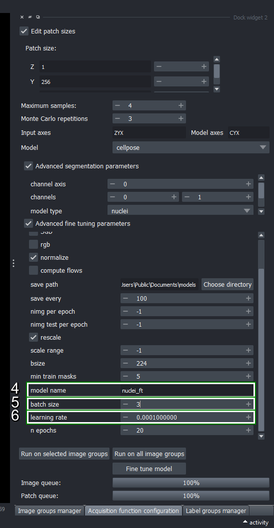 Dock widget 2
Edit patch sizes
Patch size:
Z 1 − +
Y 256 − +
Maximum samples: − 4 +
Monte Carlo repetitions − 3 +
Input axes ZYX Model axes CYX
Model cellpose
Advanced segmentation parameters
channel axis − 0 +
channels − 0 + − 1 +
model type nuclei
Advanced fine tuning parameters
rgb
normalize
compute flows
save path /sers\Public\Documents\models Choose directory
save every − 100 +
nimg per epoch − -1 +
nimg test per epoch − -1 +
rescale
scale range − -1 +
bsize − 224 +
min train masks − 5 +
4 model name nuclei_ft
5 batch size − 3 +
6 learning rate − 0.0001000000 +
n epochs − 20 +
Run on selected image groups Run on all image groups
Fine tune model
Image queue: 100%
Patch queue: 100%
Image groups manager Acquisition function configuration Label groups manager
activity